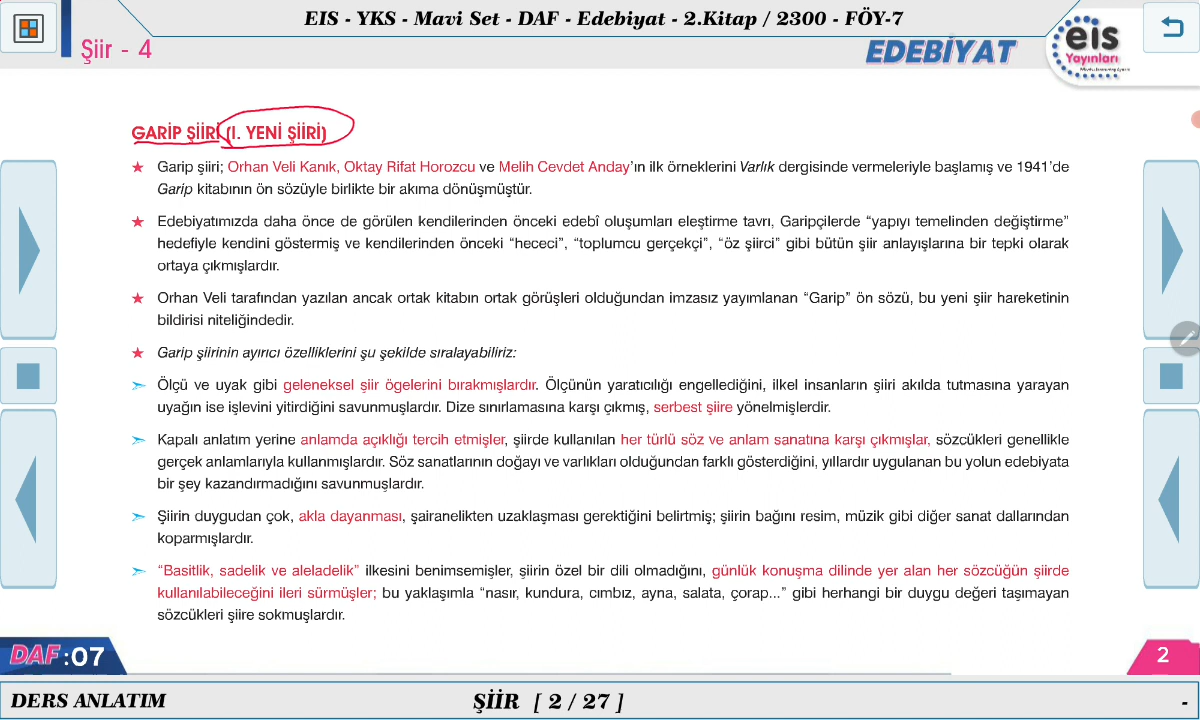 EIS - YKS - Mavi Set - DAF - Edebiyat - 2.Kitap / 2300 - FÖY-7
Şiir - 4
EDEBİYAT
eis
Yayınları
GARİP ŞİİRİ (I. YENİ ŞİİRİ)
★ Garip şiiri; Orhan Veli Kanık, Oktay Rifat Horozcu ve Melih Cevdet Anday’ın ilk örneklerini Varlık dergisinde vermeleriyle başlamış ve 1941’de
Garip kitabının ön sözüyle birlikte bir akıma dönüşmüştür.
★ Edebiyatımızda daha önce de görülen kendilerinden önceki edebî oluşumları eleştirme tavrı, Garipçilerde “yapıyı temelinden değiştirme”
hedefiyle kendini göstermiş ve kendilerinden önceki “hececi”, “toplumcu gerçekçi”, “öz şiirci” gibi bütün şiir anlayışlarına bir tepki olarak
ortaya çıkmışlardır.
★ Orhan Veli tarafından yazılan ancak ortak kitabın ortak görüşleri olduğundan imzasız yayımlanan “Garip” ön sözü, bu yeni şiir hareketinin
bildirisi niteliğindedir.
★ Garip şiirinin ayırıcı özelliklerini şu şekilde sıralayabiliriz:
➣ Ölçü ve uyak gibi geleneksel şiir ögelerini bırakmışlardır. Ölçünün yaratıcılığı engellediğini, ilkel insanların şiiri akılda tutmasına yarayan
uyağın ise işlevini yitirdiğini savunmuşlardır. Dize sınırlamasına karşı çıkmış, serbest şiire yönelmişlerdir.
➣ Kapalı anlatım yerine anlamda açıklığı tercih etmişler, şiirde kullanılan her türlü söz ve anlam sanatına karşı çıkmışlar, sözcükleri genellikle
gerçek anlamlarıyla kullanmışlardır. Söz sanatlarının doğayı ve varlıkları olduğundan farklı gösterdiğini, yıllardır uygulanan bu yolun edebiyata
bir şey kazandırmadığını savunmuşlardır.
➣ Şiirin duygudan çok, akla dayanması, şairanelikten uzaklaşması gerektiğini belirtmiş; şiirin bağını resim, müzik gibi diğer sanat dallarından
koparmışlardır.
➣ “Basitlik, sadelik ve aleladelik” ilkesini benimsemişler, şiirin özel bir dili olmadığını, günlük konuşma dilinde yer alan her sözcüğün şiirde
kullanılabileceğini ileri sürmüşler; bu yaklaşımla “nasır, kundura, cımbız, ayna, salata, çorap...” gibi herhangi bir duygu değeri taşımayan
sözcükleri şiire sokmuşlardır.
DAF:07
2
DERS ANLATIM
ŞİİR [ 2 / 27 ]
-